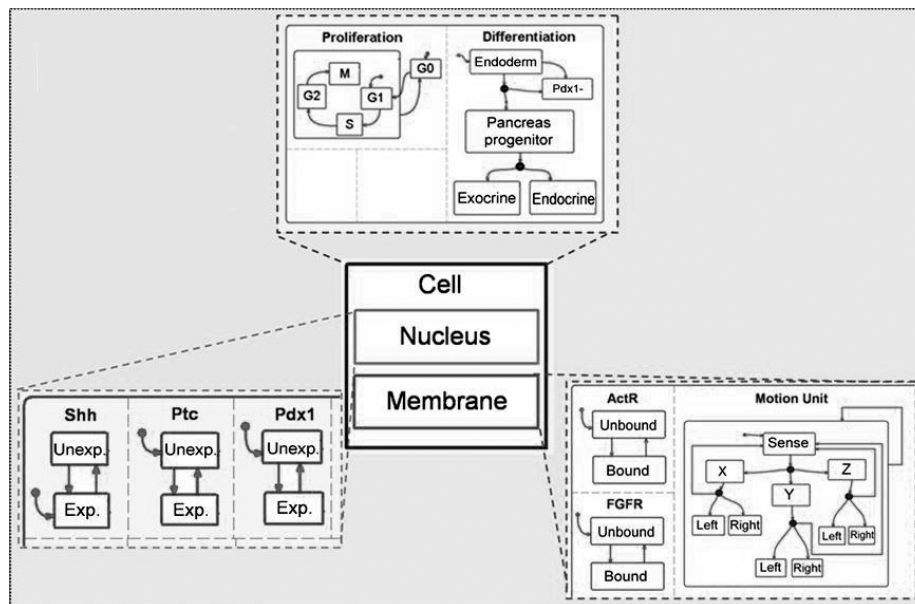 Proliferation
Differentiation
M
G0
G2
G1
S
Endoderm
Pdx1-
Pancreas
progenitor
Exocrine
Endocrine
Cell
Nucleus
Membrane
Shh
Ptc
Pdx1
Unexp.
Unexp.
Unexp.
Exp.
Exp.
Exp.
ActR
Unbound
Bound
FGFR
Unbound
Bound
Motion Unit
Sense
X
Y
Z
Left
Right
Left
Right
Left
Right